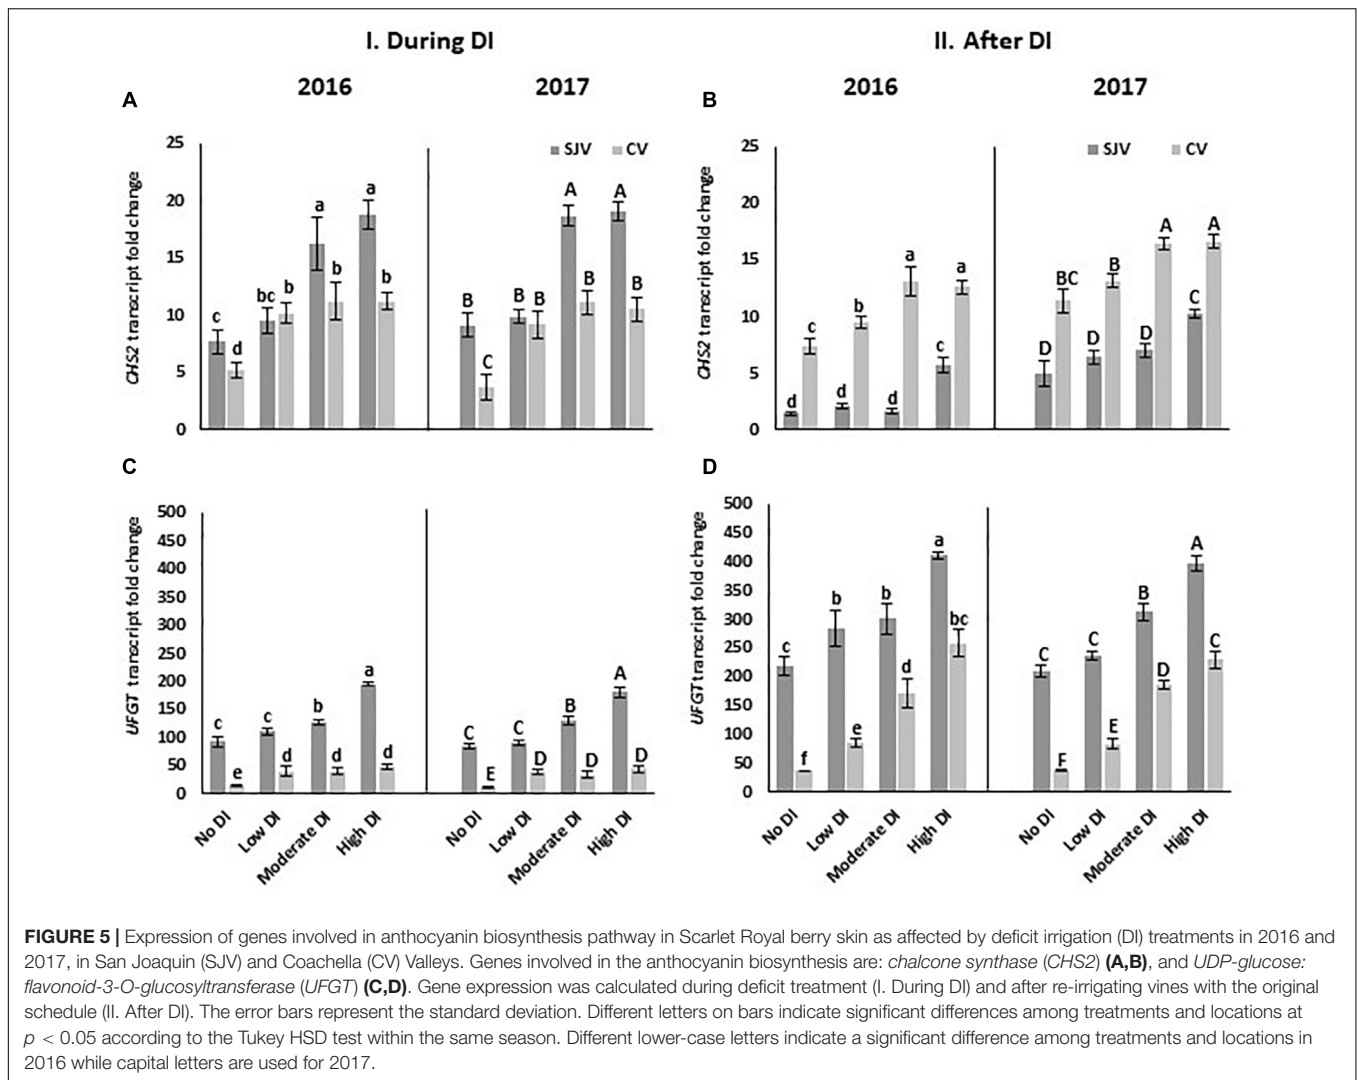 I. During DI
II. After DI
2016
2017
2016
2017
A
CHS2 transcript fold change
25
20
15
10
5
0
SJV
CV
c
d
bc
b
a
b
a
b
B
C
B
B
A
B
A
B
B
CHS2 transcript fold change
25
20
15
10
5
0
SJV
CV
d
c
d
b
d
a
c
a
D
BC
D
B
D
A
C
A
C
UFGT transcript fold change
500
450
400
350
300
250
200
150
100
50
0
c
e
c
d
b
d
a
d
C
E
C
D
B
D
A
D
No DI
Low DI
Moderate DI
High DI
No DI
Low DI
Moderate DI
High DI
D
UFGT transcript fold change
500
450
400
350
300
250
200
150
100
50
0
c
f
b
e
b
d
a
bc
C
F
C
E
B
D
A
C
No DI
Low DI
Moderate DI
High DI
No DI
Low DI
Moderate DI
High DI
FIGURE 5 | Expression of genes involved in anthocyanin biosynthesis pathway in Scarlet Royal berry skin as affected by deficit irrigation (DI) treatments in 2016 and
2017, in San Joaquin (SJV) and Coachella (CV) Valleys. Genes involved in the anthocyanin biosynthesis are: chalcone synthase (CHS2) (A,B), and UDP-glucose:
flavonoid-3-O-glucosyltransferase (UFGT) (C,D). Gene expression was calculated during deficit treatment (I. During DI) and after re-irrigating vines with the original
schedule (II. After DI). The error bars represent the standard deviation. Different letters on bars indicate significant differences among treatments and locations at
p < 0.05 according to the Tukey HSD test within the same season. Different lower-case letters indicate a significant difference among treatments and locations in
2016 while capital letters are used for 2017.